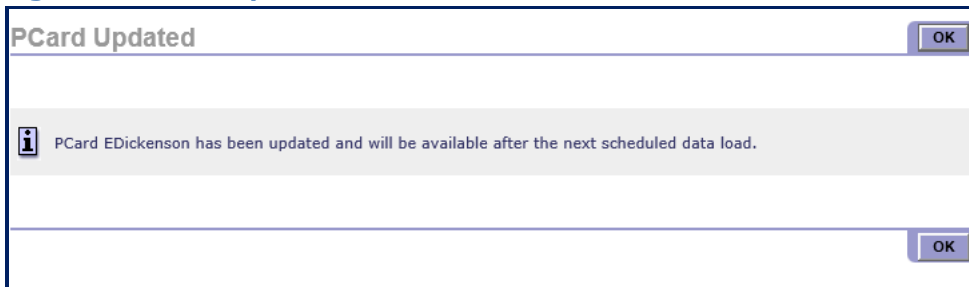 PCard Updated
OK
i PCard EDickenson has been updated and will be available after the next scheduled data load.
OK